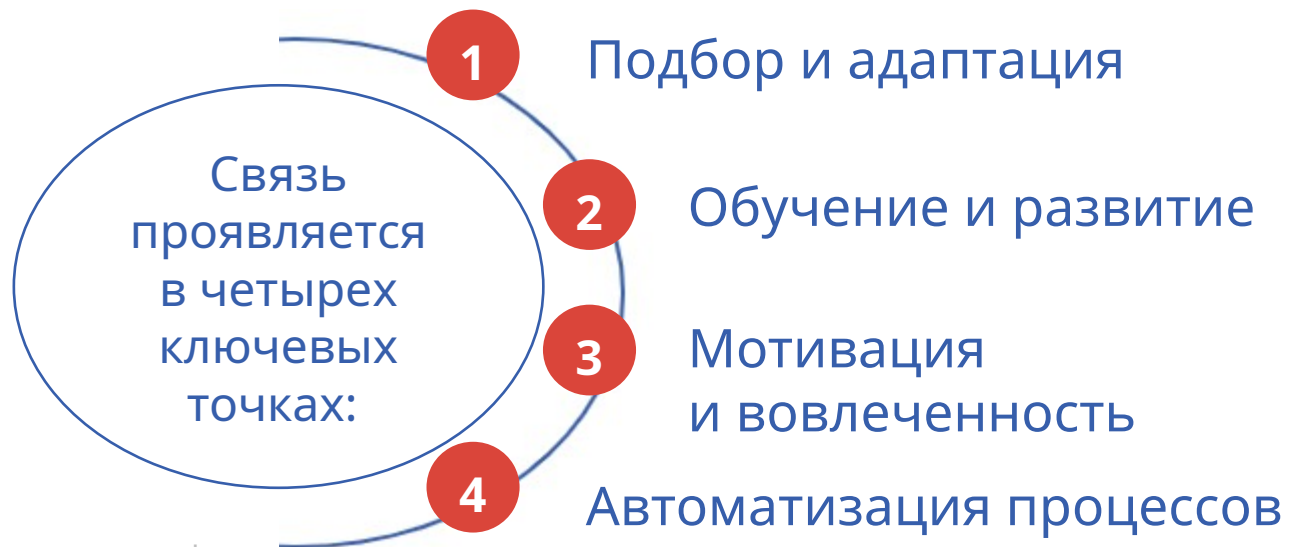 Связь
проявляется
в четырех
ключевых
точках:
1
Подбор и адаптация
2
Обучение и развитие
3
Мотивация
и вовлеченность
4
Автоматизация процессов